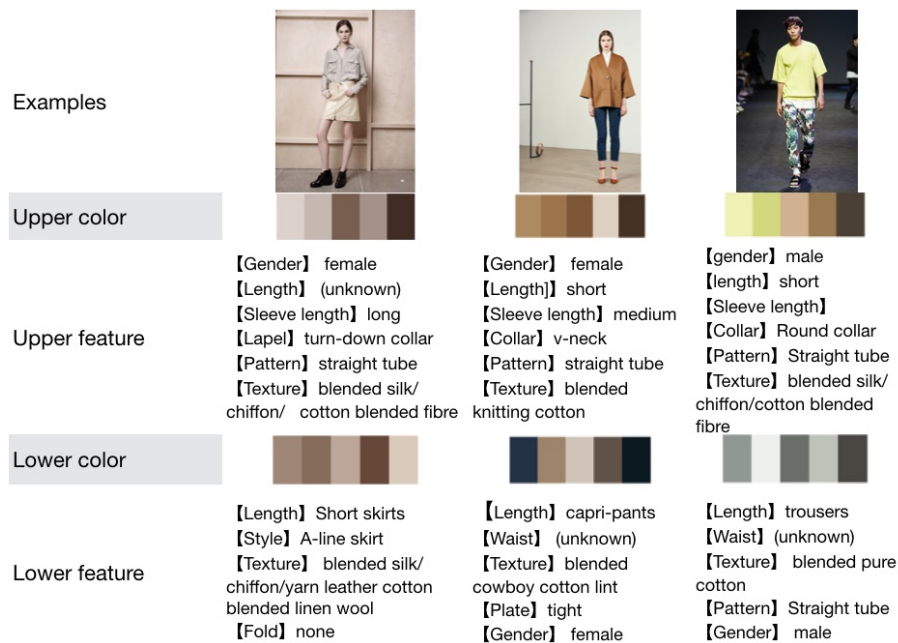 Examples
Upper color
Upper feature
【Gender】 female
【Length】 (unknown)
【Sleeve length】long
【Lapel】turn-down collar
【Pattern】straight tube
【Texture】blended silk/
chiffon/ cotton blended fibre
【Gender】 female
【Length]】short
【Sleeve length】medium
【Collar】v-neck
【Pattern】straight tube
【Texture】blended
knitting cotton
【gender】male
【length】short
【Sleeve length】
【Collar】Round collar
【Pattern】Straight tube
【Texture】blended silk/
chiffon/cotton blended
fibre
Lower color
Lower feature
【Length】Short skirts
【Style】A-line skirt
【Texture】 blended silk/
chiffon/yarn leather cotton
blended linen wool
【Fold】none
【Length】capri-pants
【Waist】 (unknown)
【Texture】blended
cowboy cotton lint
【Plate】tight
【Gender】 female
【Length】trousers
【Waist】(unknown)
【Texture】 blended pure
cotton
【Pattern】Straight tube
【Gender】male